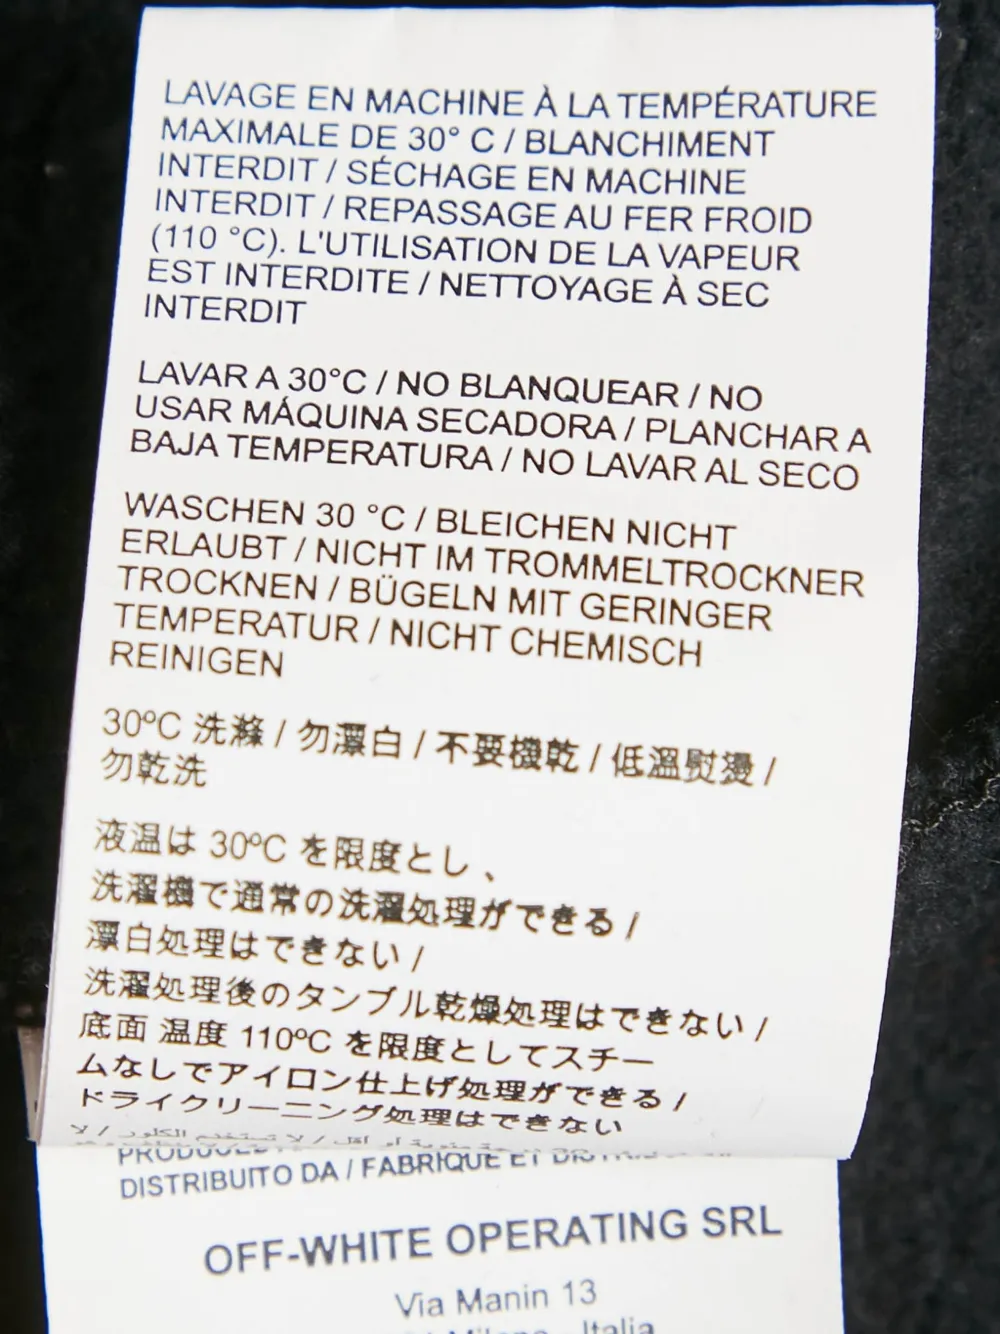 LAVAGE EN MACHINE À LA TEMPÉRATURE
MAXIMALE DE 30° C / BLANCHIMENT
INTERDIT / SÉCHAGE EN MACHINE
INTERDIT / REPASSAGE AU FER FROID
(110 °C). L'UTILISATION DE LA VAPEUR
EST INTERDITE / NETTOYAGE À SEC
INTERDIT
LAVAR A 30°C / NO BLANQUEAR / NO
USAR MÁQUINA SECADORA / PLANCHAR A
BAJA TEMPERATURA / NO LAVAR AL SECO
WASCHEN 30 °C / BLEICHEN NICHT
ERLAUBT / NICHT IM TROMMELTROCKNER
TROCKNEN / BÜGELN MIT GERINGER
TEMPERATUR / NICHT CHEMISCH
REINIGEN
30ºC 洗滌 / 勿漂白 / 不要機乾 / 低溫熨燙 /
勿乾洗
液温は 30ºC を限度とし、
洗濯機で通常の洗濯処理ができる /
漂白処理はできない /
洗濯処理後のタンブル乾燥処理はできない /
底面 温度 110ºC を限度としてスチー
ムなしでアイロン仕上げ処理ができる /
ドライクリーニング処理はできない
DISTRIBUITO DA / FABRIQUE ET
OFF-WHITE OPERATING SRL
Via Manin 13
Milano - Italia